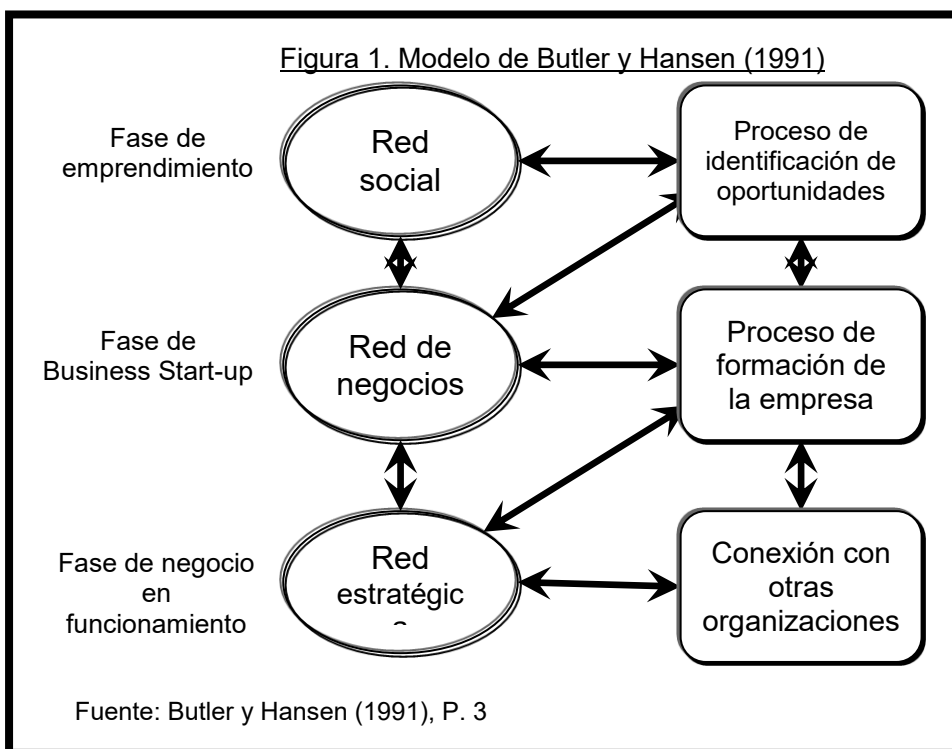 Figura 1. Modelo de Butler y Hansen (1991)
Fase de
emprendimiento
Red
social
Proceso de
identificación de
oportunidades
Fase de
Business Start-up
Red de
negocios
Proceso de
formación de
la empresa
Fase de negocio
en
funcionamiento
Red
estratégic
Conexión con
otras
organizaciones
Fuente: Butler y Hansen (1991), P. 3